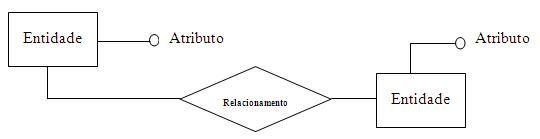 Entidade
Atributo
Atributo
Relacionamento
Entidade